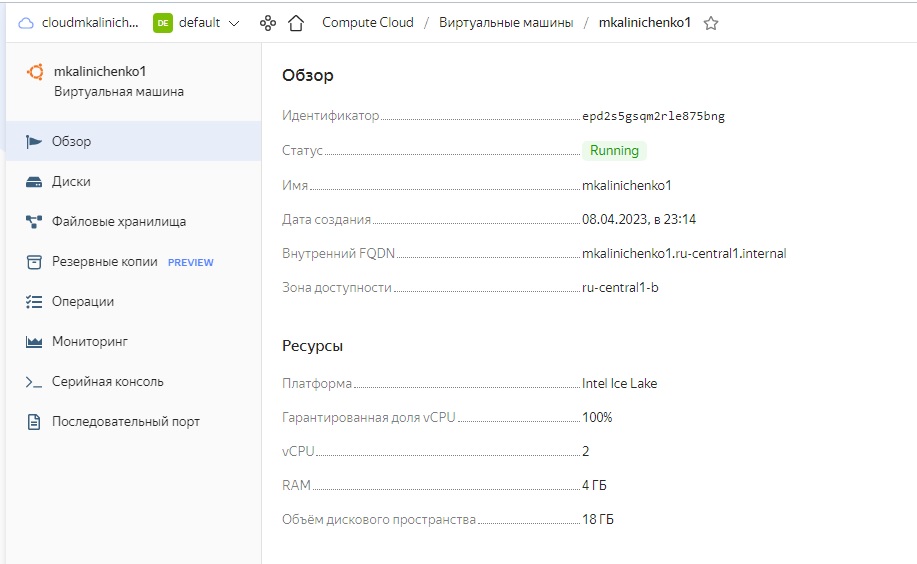 cloudmkalinich... DE default Compute Cloud / Виртуальные машины / mkalinichenko1
mkalinichenko1
Виртуальная машина
Обзор
Диски
Файловые хранилища
Резервные копии PREVIEW
Операции
Мониторинг
Серийная консоль
Последовательный порт
Обзор
Идентификатор epd2s5gsqm2rle875bng
Статус Running
Имя mkalinichenko1
Дата создания 08.04.2023, в 23:14
Внутренний FQDN mkalinichenko1.ru-central1.internal
Зона доступности ru-central1-b
Ресурсы
Платформа Intel Ice Lake
Гарантированная доля vCPU 100%
vCPU 2
RAM 4 ГБ
Объём дискового пространства 18 ГБ